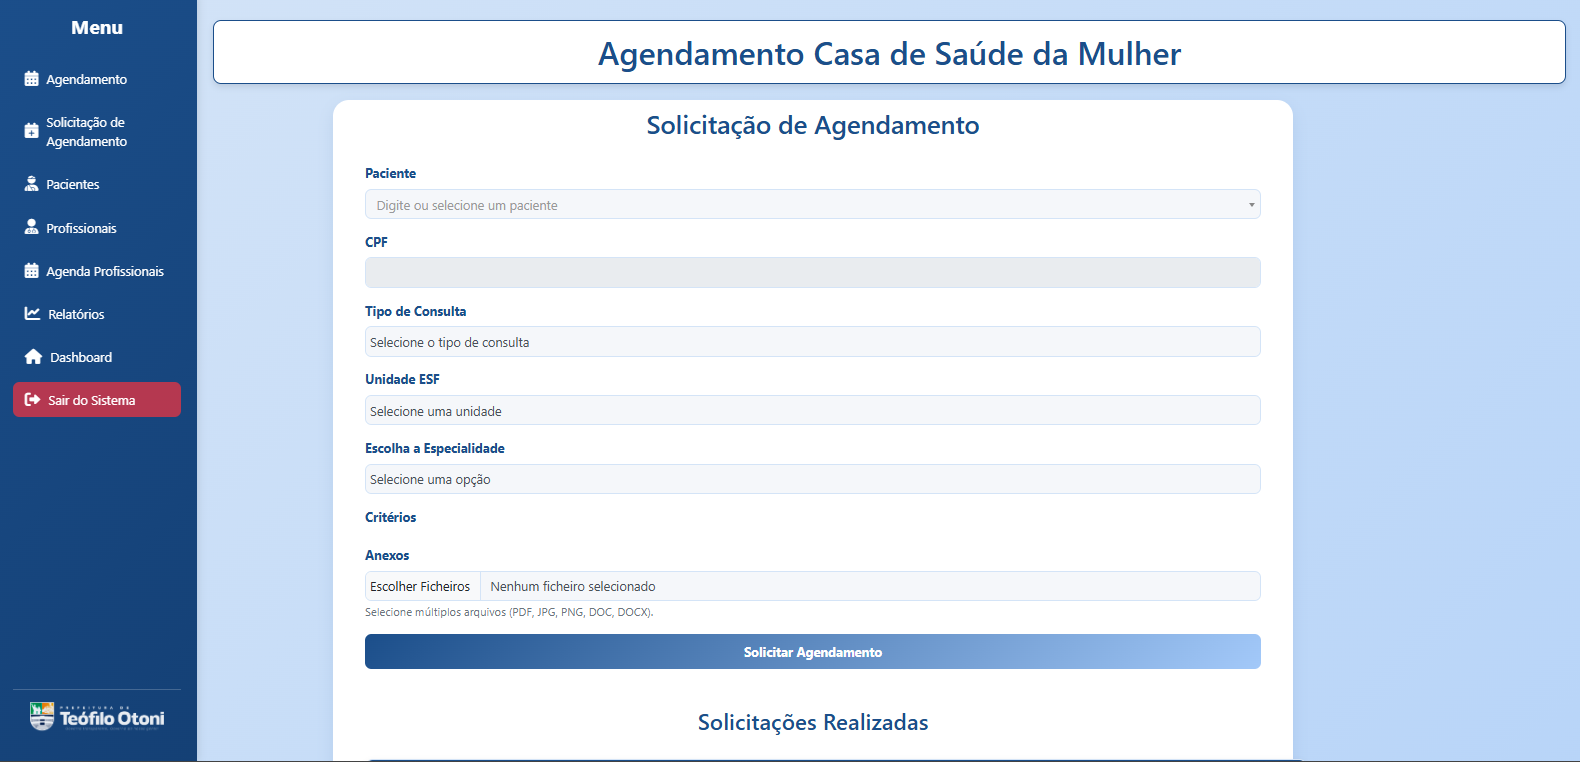 Menu
Agendamento
Solicitação de
Agendamento
Pacientes
Profissionais
Agenda Profissionais
Relatórios
Dashboard
Sair do Sistema
PREFEITURA DE
Teófilo Otoni
Agendamento Casa de Saúde da Mulher
Solicitação de Agendamento
Paciente
Digite ou selecione um paciente
CPF
Tipo de Consulta
Selecione o tipo de consulta
Unidade ESF
Selecione uma unidade
Escolha a Especialidade
Selecione uma opção
Critérios
Anexos
Escolher Ficheiros Nenhum ficheiro selecionado
Selecione múltiplos arquivos (PDF, JPG, PNG, DOC, DOCX).
Solicitar Agendamento
Solicitações Realizadas